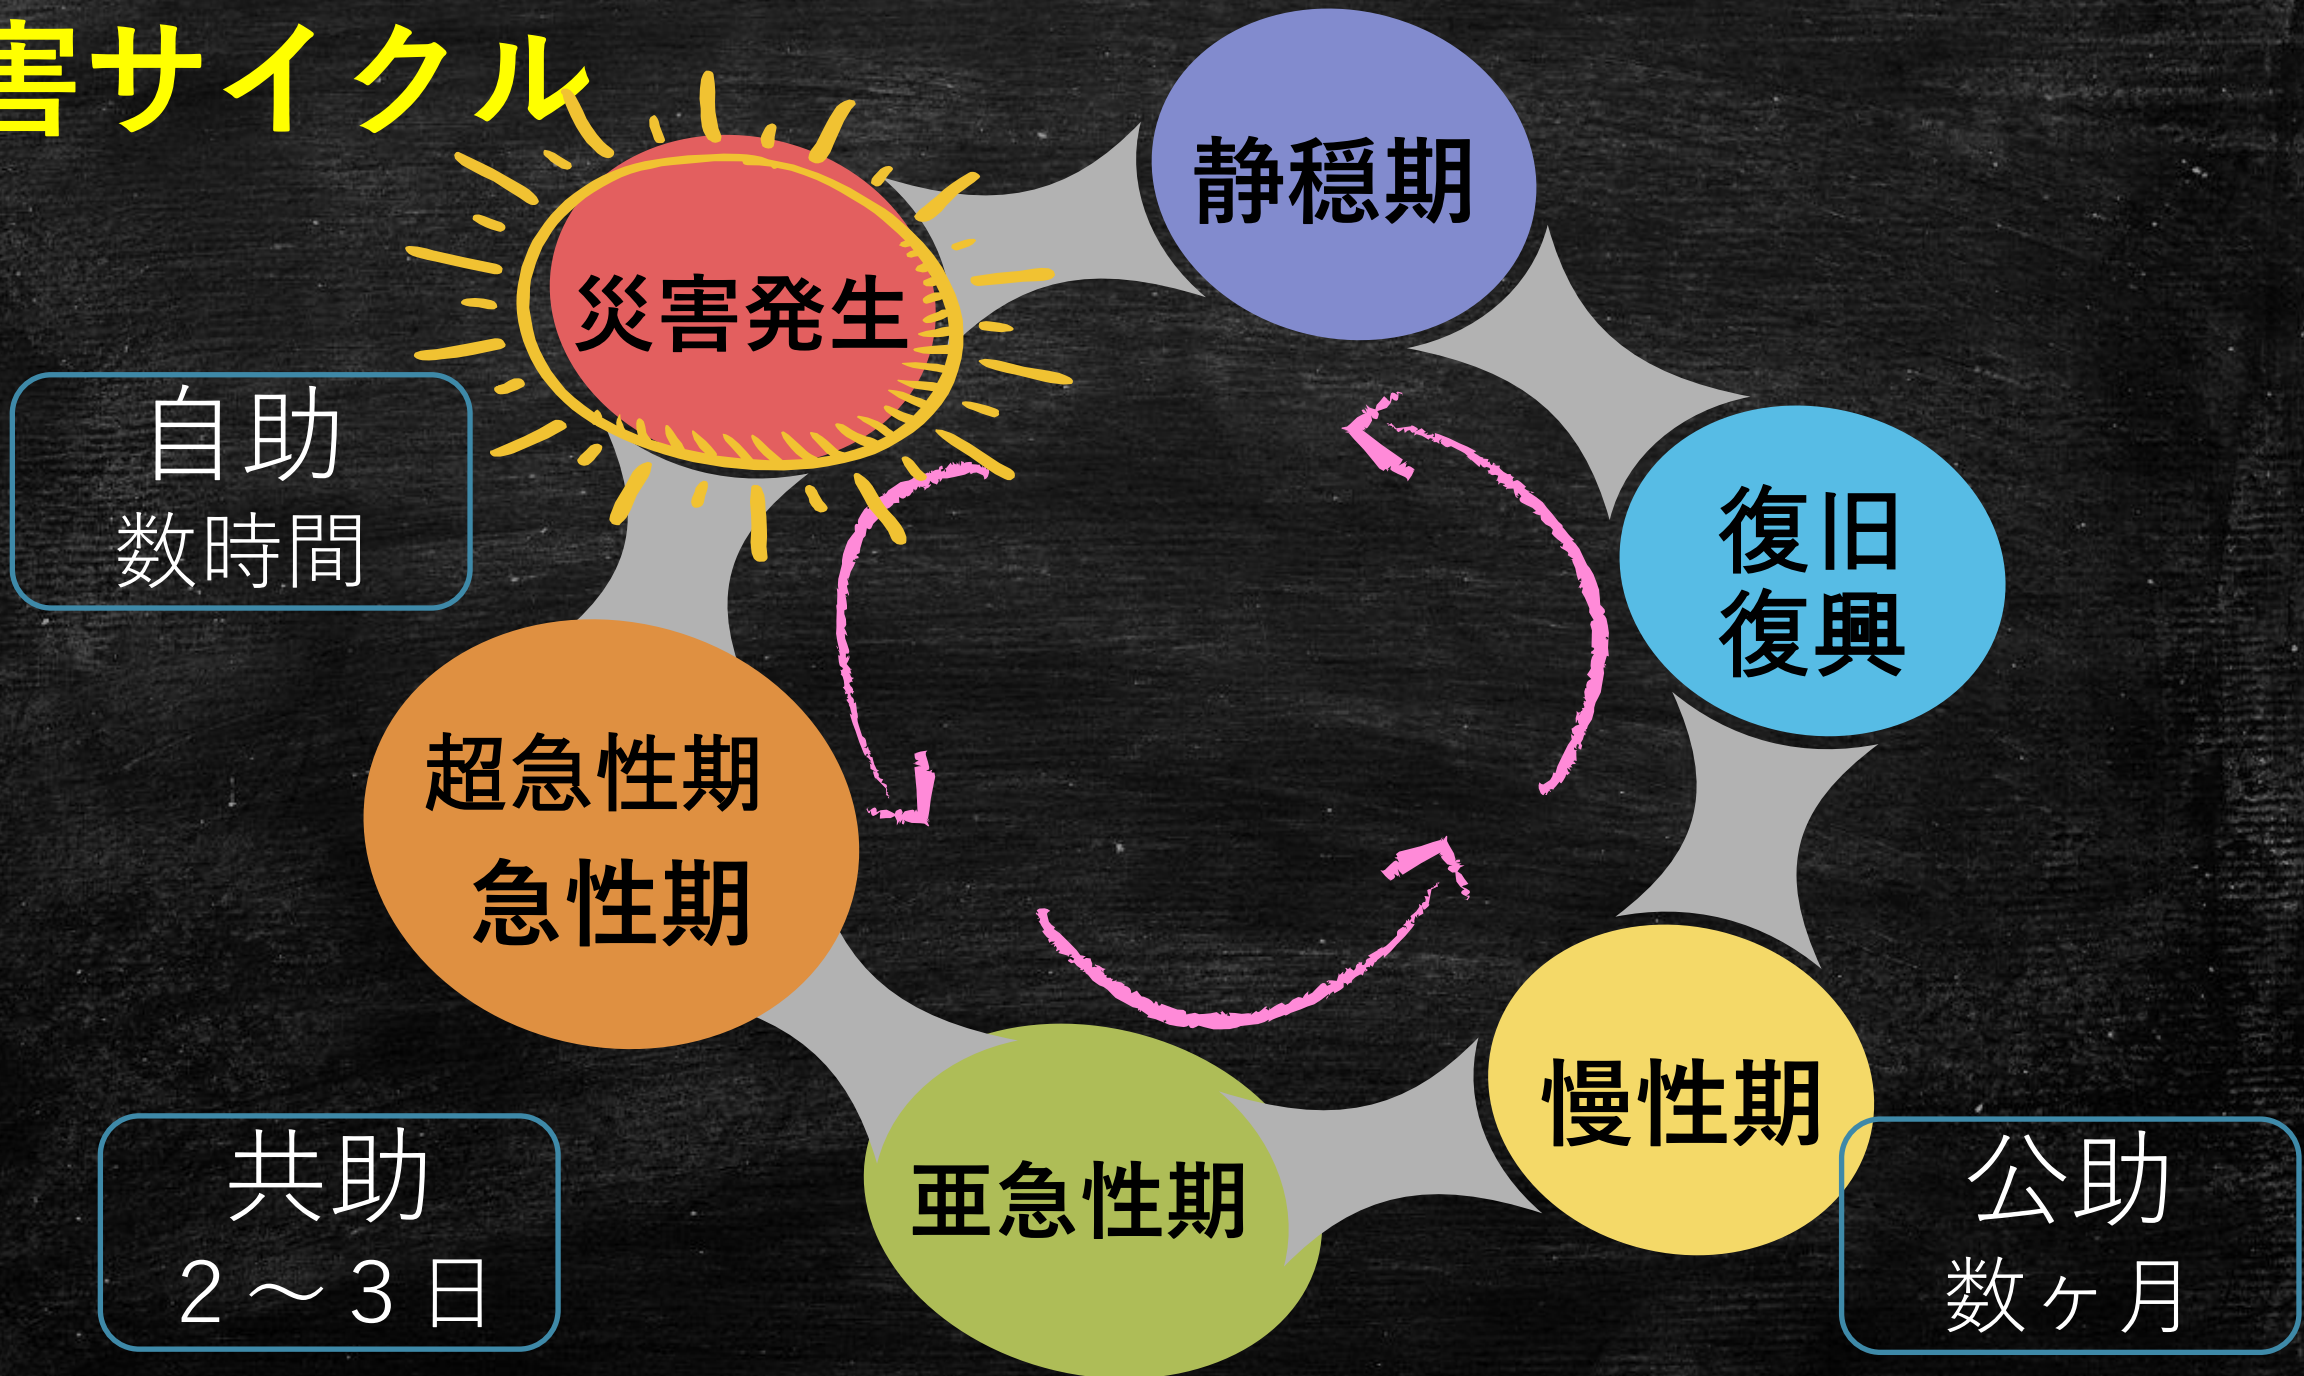 害サイクル
静穏期
災害発生
自助
数時間
復旧
復興
超急性期
急性期
慢性期
共助
2～3日
亜急性期
公助
数ヶ月